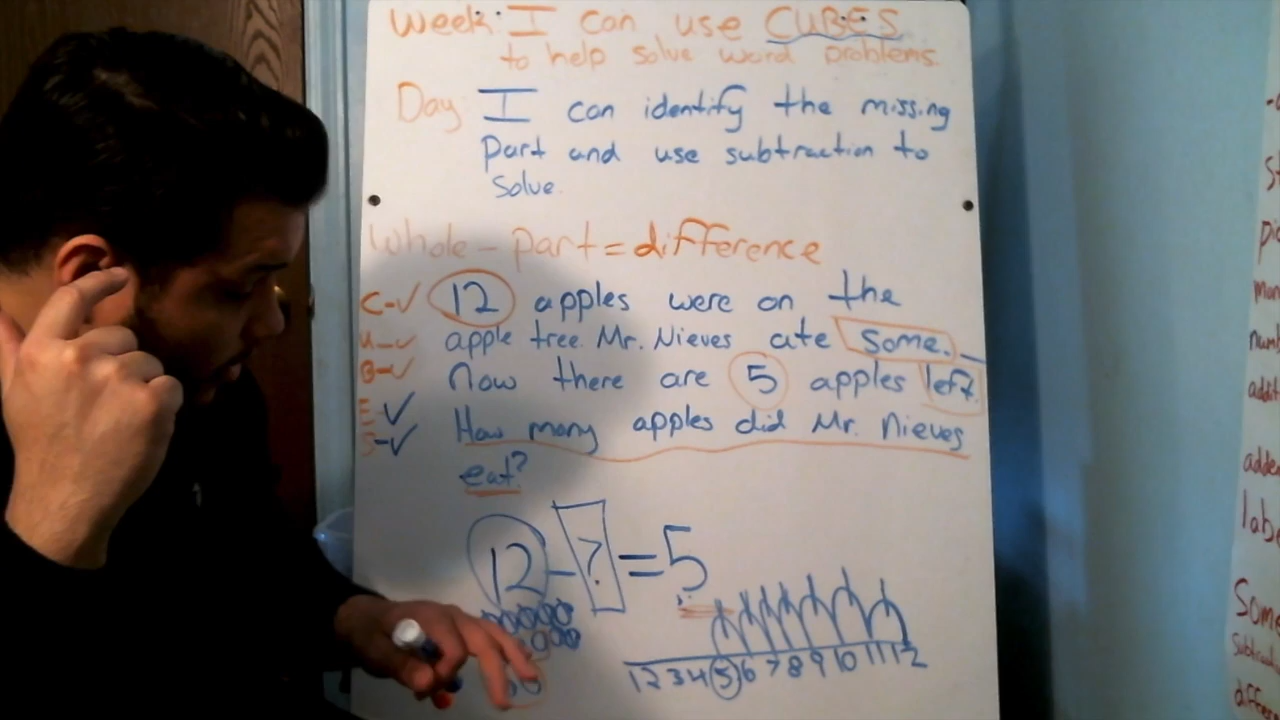 Week: I can use CUBES
to help solve word problems.
Day I can identify the missing
part and use subtraction to
solve.
Whole - part = difference
C-✓ 12 apples were on the
U-✓ apple tree. Mr. Nieves ate some.
B-✓ Now there are 5 apples left.
E-✓ How many apples did Mr. Nieves
S-✓ eat?
12 - ? = 5
1 2 3 4 5 6 7 8 9 10 11 12
Some